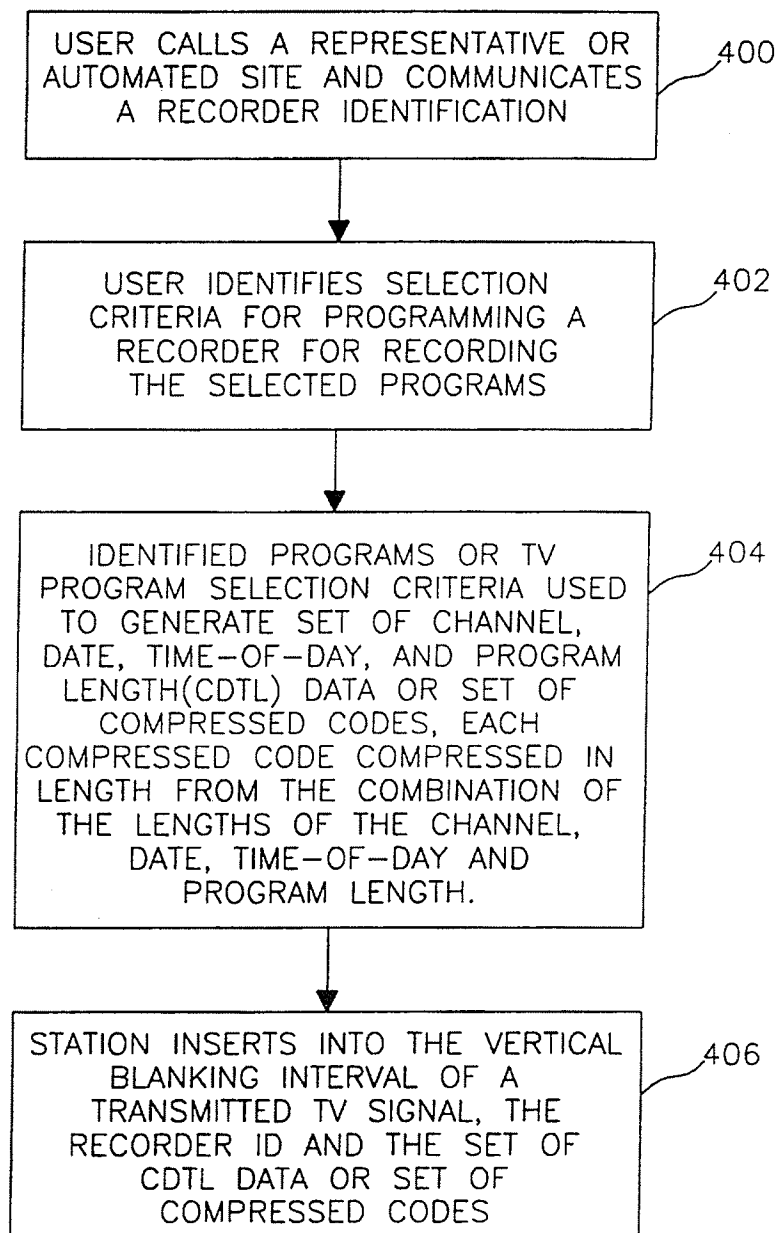 USER CALLS A REPRESENTATIVE OR
AUTOMATED SITE AND COMMUNICATES
A RECORDER IDENTIFICATION
400
USER IDENTIFIES SELECTION
CRITERIA FOR PROGRAMMING A
RECORDER FOR RECORDING
THE SELECTED PROGRAMS
402
IDENTIFIED PROGRAMS OR TV
PROGRAM SELECTION CRITERIA USED
TO GENERATE SET OF CHANNEL,
DATE, TIME-OF-DAY, AND PROGRAM
LENGTH(CDTL) DATA OR SET OF
COMPRESSED CODES, EACH
COMPRESSED CODE COMPRESSED IN
LENGTH FROM THE COMBINATION OF
THE LENGTHS OF THE CHANNEL,
DATE, TIME-OF-DAY AND
PROGRAM LENGTH.
404
STATION INSERTS INTO THE VERTICAL
BLANKING INTERVAL OF A
TRANSMITTED TV SIGNAL, THE
RECORDER ID AND THE SET OF
CDTL DATA OR SET OF
COMPRESSED CODES
406